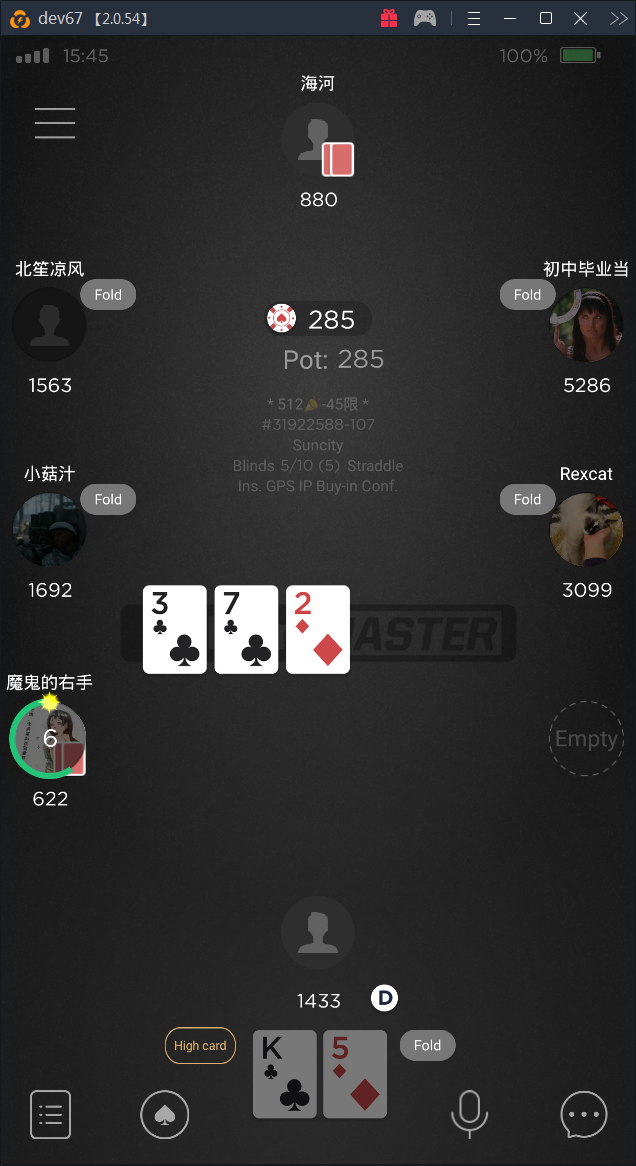 dev67 【2.0.54】
15:45
100%
海河
880
北笙凉风
初中毕业当
Fold
Fold
285
Pot: 285
1563
5286
* 512 -45限 *
#31922588-107
Suncity
Blinds 5/10 (5) Straddle
Ins. GPS IP Buy-in Conf.
小菇汁
Rexcat
Fold
Fold
1692
3099
3
7
2
魔鬼的右手
6
Empty
622
1433
D
High card
K
5
Fold